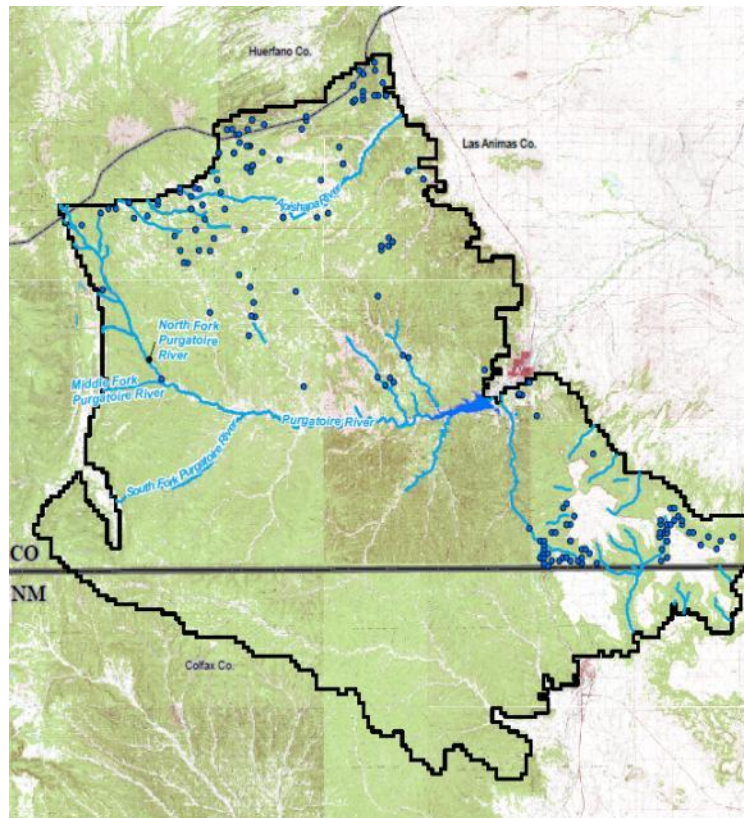 Huerfano Co.
Las Animas Co.
Apishapa River
North Fork
Purgatoire
River
Middle Fork
Purgatoire River
Purgatoire River
South Fork Purgatoire River
CO
NM
Colfax Co.